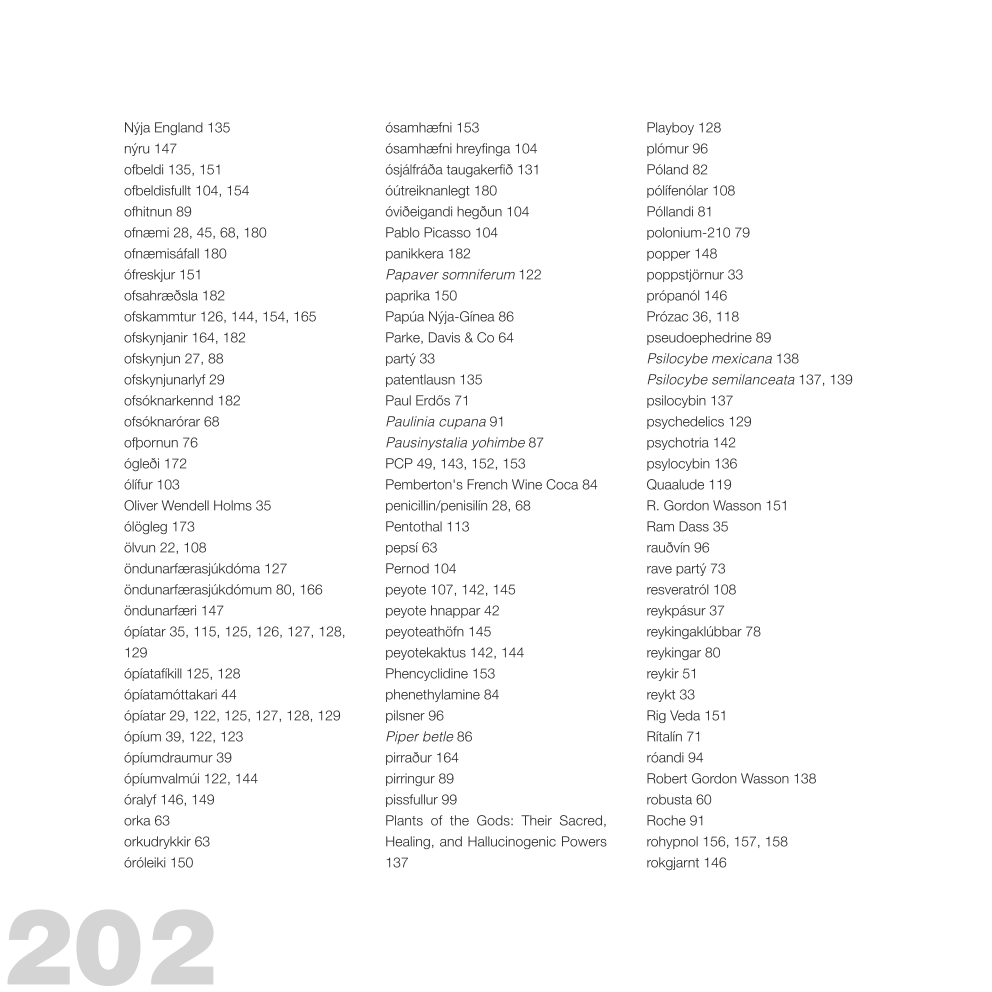 Nýja England 135
nýru 147
ofbeldi 135, 151
ofbeldisfullt 104, 154
ofhitnun 89
ofnæmi 28, 45, 68, 180
ofnæmisáfall 180
ófreskjur 151
ofsahræðsla 182
ofskammtur 126, 144, 154, 165
ofskynjanir 164, 182
ofskynjun 27, 88
ofskynjunarlyf 29
ofsóknarkennd 182
ofsóknarórar 68
ofþornun 76
ógleði 172
ólífur 103
Oliver Wendell Holms 35
ólögleg 173
ölvun 22, 108
öndunarfærasjúkdóma 127
öndunarfærasjúkdómum 80, 166
öndunarfæri 147
ópíatar 35, 115, 125, 126, 127, 128,
129
ópíatafíkill 125, 128
ópíatamóttakari 44
ópíatar 29, 122, 125, 127, 128, 129
ópíum 39, 122, 123
ópíumdraumur 39
ópíumvalmúi 122, 144
óralyf 146, 149
orka 63
orkudrykkir 63
óróleiki 150
ósamhæfni 153
ósamhæfni hreyfinga 104
ósjálfráða taugakerfið 131
óútreiknanlegt 180
óviðeigandi hegðun 104
Pablo Picasso 104
panikkera 182
Papaver somniferum 122
paprika 150
Papúa Nýja-Gínea 86
Parke, Davis & Co 64
partý 33
patentlausn 135
Paul Erdős 71
Paulinia cupana 91
Pausinystalia yohimbe 87
PCP 49, 143, 152, 153
Pemberton's French Wine Coca 84
penicillin/penisilín 28, 68
Pentothal 113
pepsí 63
Pernod 104
peyote 107, 142, 145
peyote hnappar 42
peyoteathöfn 145
peyotekaktus 142, 144
Phencyclidine 153
phenethylamine 84
pilsner 96
Piper betle 86
pirraður 164
pirringur 89
pissfullur 99
Plants of the Gods: Their Sacred,
Healing, and Hallucinogenic Powers
137
Playboy 128
plómur 96
Póland 82
pólífenólar 108
Póllandi 81
polonium-210 79
popper 148
poppstjörnur 33
própanól 146
Prózac 36, 118
pseudoephedrine 89
Psilocybe mexicana 138
Psilocybe semilanceata 137, 139
psilocybin 137
psychedelics 129
psychotria 142
psylocybin 136
Quaalude 119
R. Gordon Wasson 151
Ram Dass 35
rauðvín 96
rave partý 73
resveratról 108
reykpásur 37
reykingaklúbbar 78
reykingar 80
reykir 51
reykt 33
Rig Veda 151
Rítalín 71
róandi 94
Robert Gordon Wasson 138
robusta 60
Roche 91
rohypnol 156, 157, 158
rokgjarnt 146
202